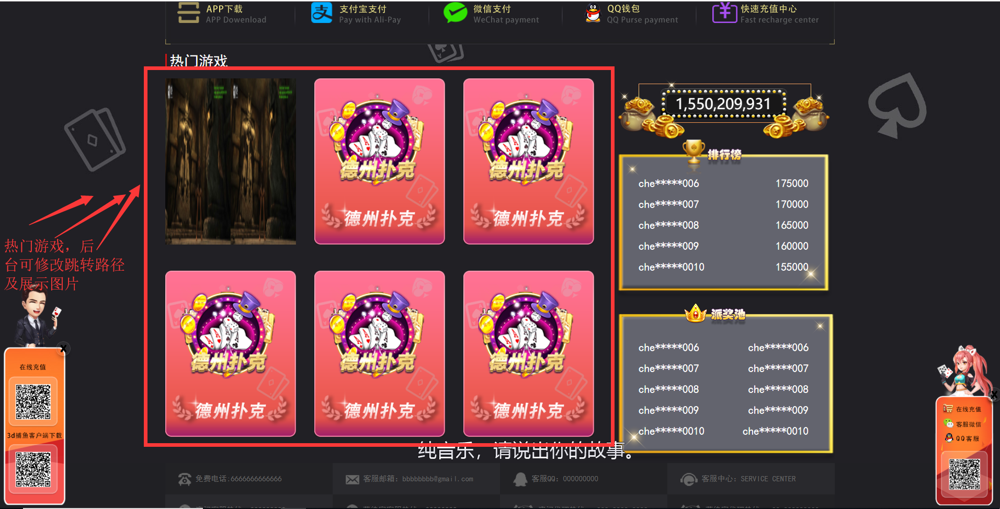 APP下载
APP Dowenload
支付宝支付
Pay with Ali-Pay
微信支付
WeChat payment
QQ钱包
QQ Purse payment
快速充值中心
Fast recharge center
热门游戏
德州扑克
德州扑克
德州扑克
德州扑克
1,550,209,931
排行榜
che*****006 175000
che*****007 170000
che*****008 165000
che*****009 160000
che*****0010 155000
热门游戏，后
台可修改跳转路径
及展示图片
德州扑克
德州扑克
德州扑克
德州扑克
德州扑克
德州扑克
派奖池
che*****006 che*****006
che*****007 che*****007
che*****008 che*****008
che*****009 che*****009
che*****0010 che*****0010
X
在线充值
3d捕鱼客户端下载
X
在线充值
客服微信
QQ客服
纯音乐，请说出你的故事。
免费电话:6666666666666
客服邮箱: bbbbbbbb@gmail.com
客服QQ: 000000000
客服中心: SERVICE CENTER